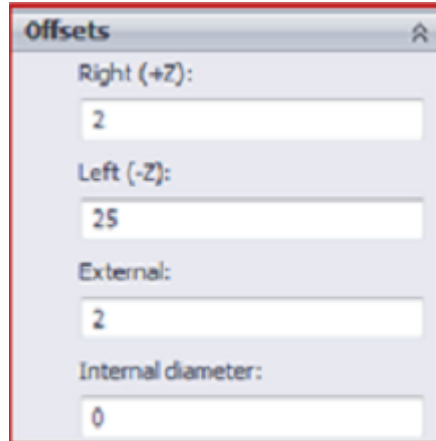 Offsets
Right (+Z):
2
Left (-Z):
25
External:
2
Internal diameter:
0